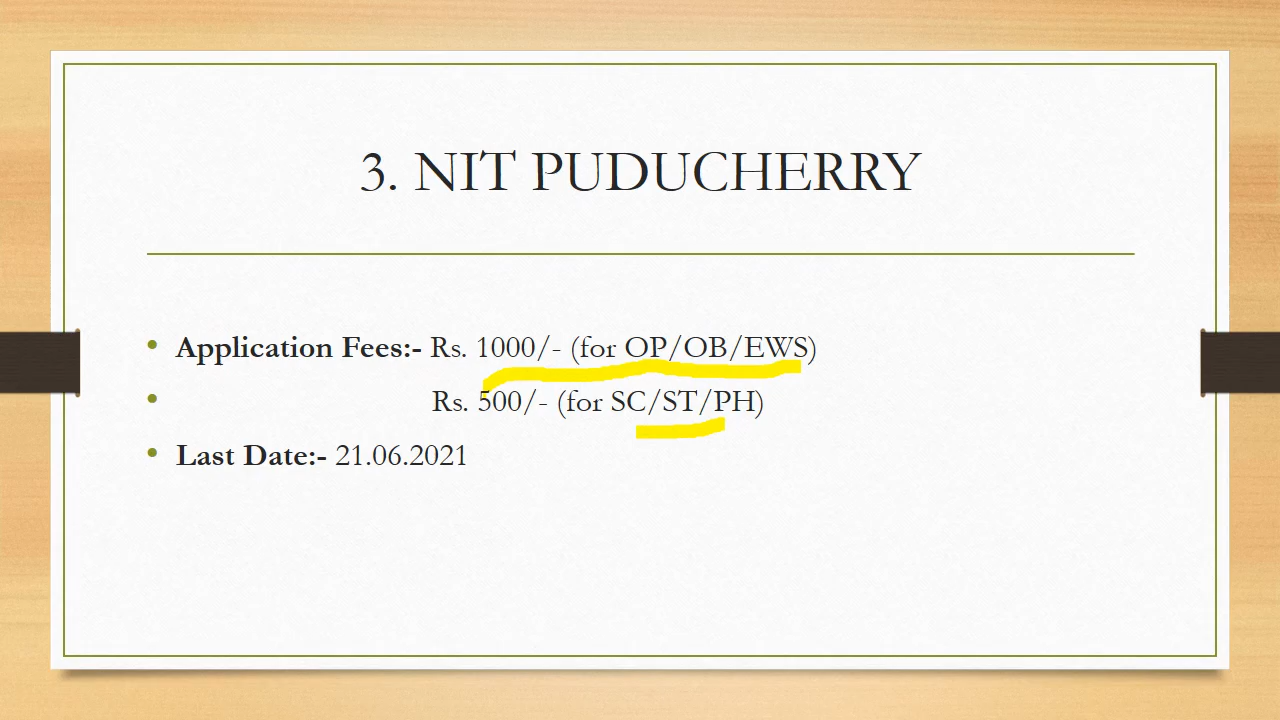 3. NIT PUDUCHERRY
• Application Fees:- Rs. 1000/- (for OP/OB/EWS)
• Rs. 500/- (for SC/ST/PH)
• Last Date:- 21.06.2021